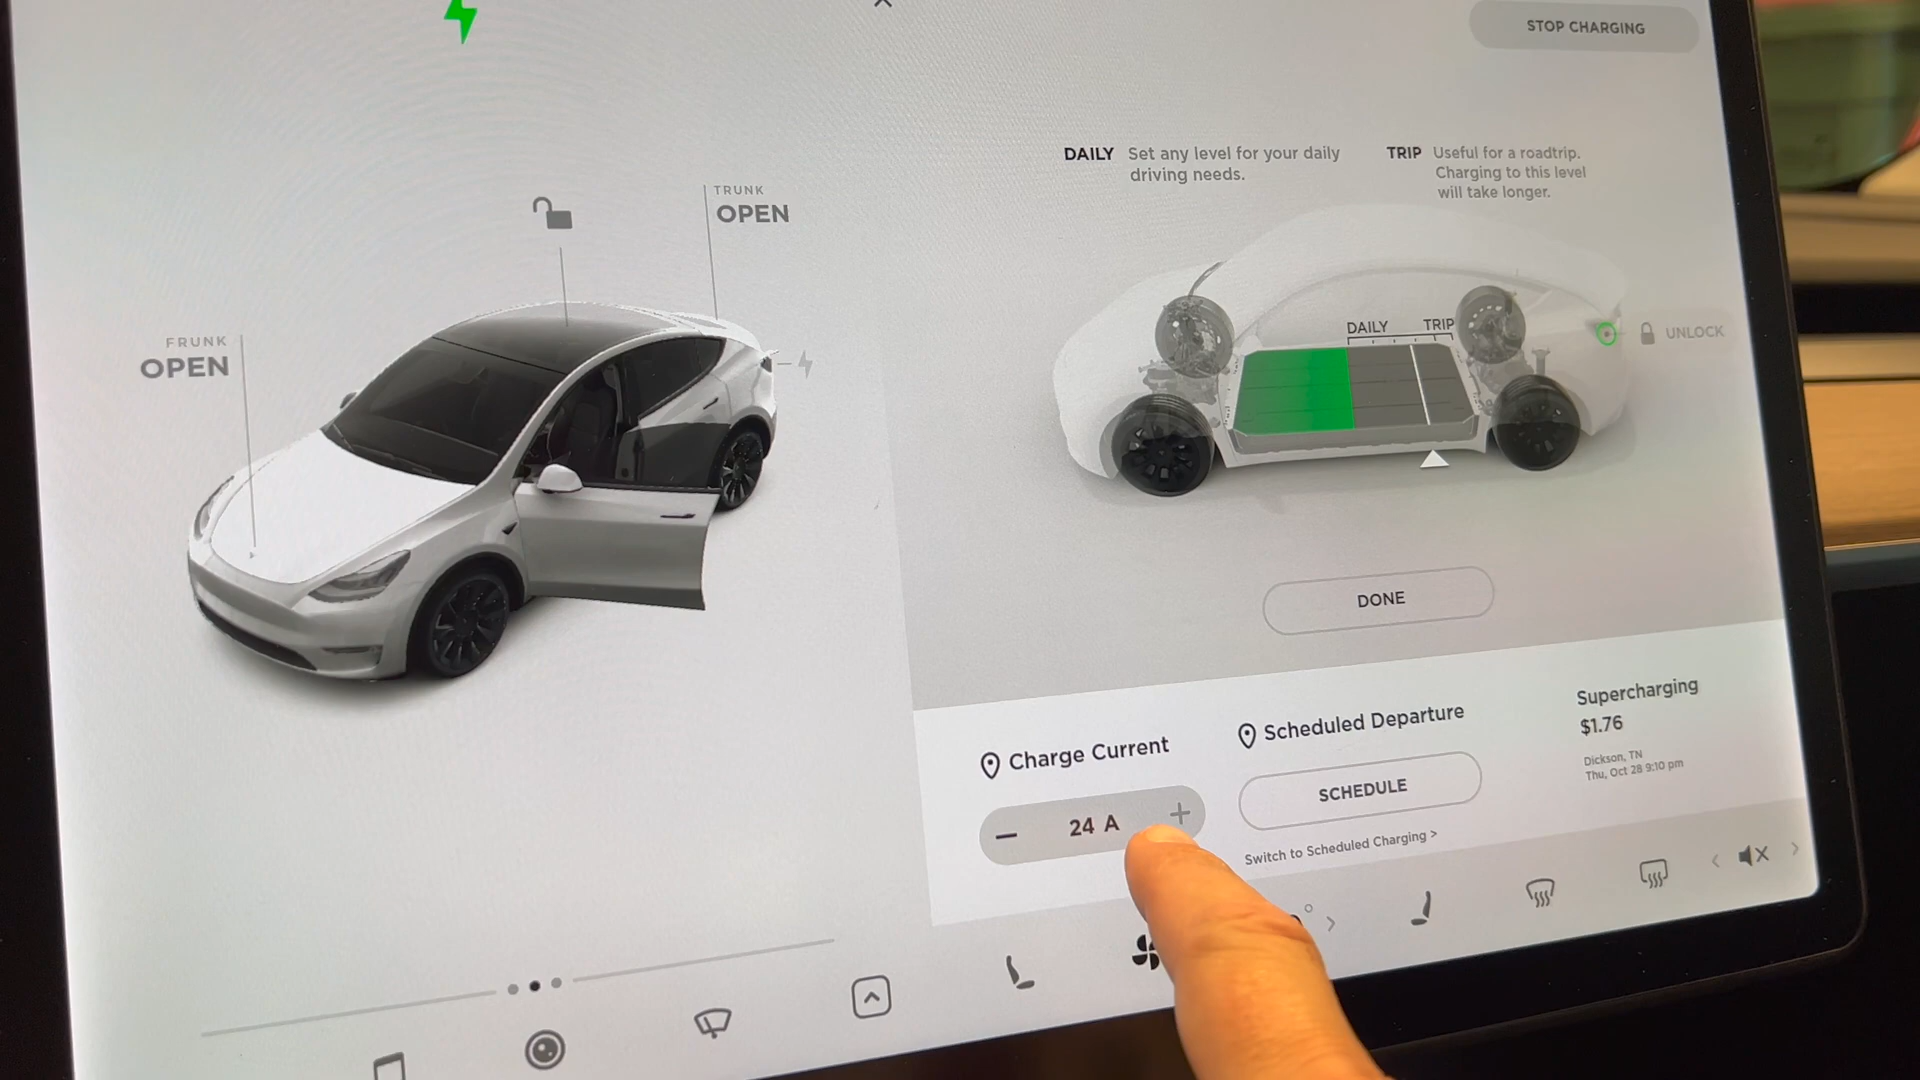 STOP CHARGING
DAILY Set any level for your daily
driving needs.
TRIP Useful for a roadtrip.
Charging to this level
will take longer.
TRUNK
OPEN
FRUNK
OPEN
DAILY
TRIP
UNLOCK
DONE
Charge Current
24 A
Scheduled Departure
SCHEDULE
Switch to Scheduled Charging >
Supercharging
$1.76
Dickson, TN
Thu, Oct 28 9:10 pm